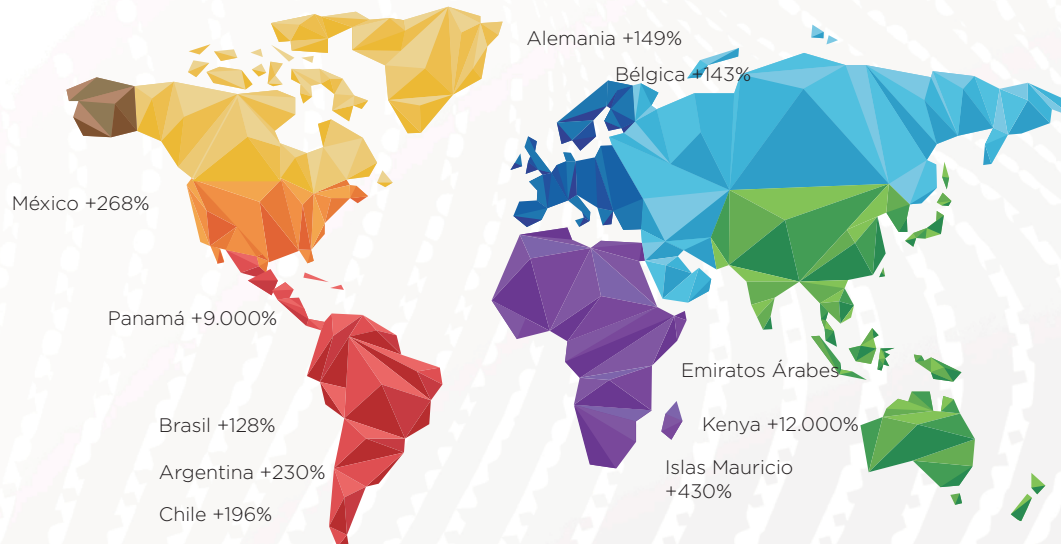 Alemania +149%
Bélgica +143%
México +268%
Panamá +9.000%
Emiratos Árabes
Brasil +128%
Kenya +12.000%
Argentina +230%
Islas Mauricio
+430%
Chile +196%